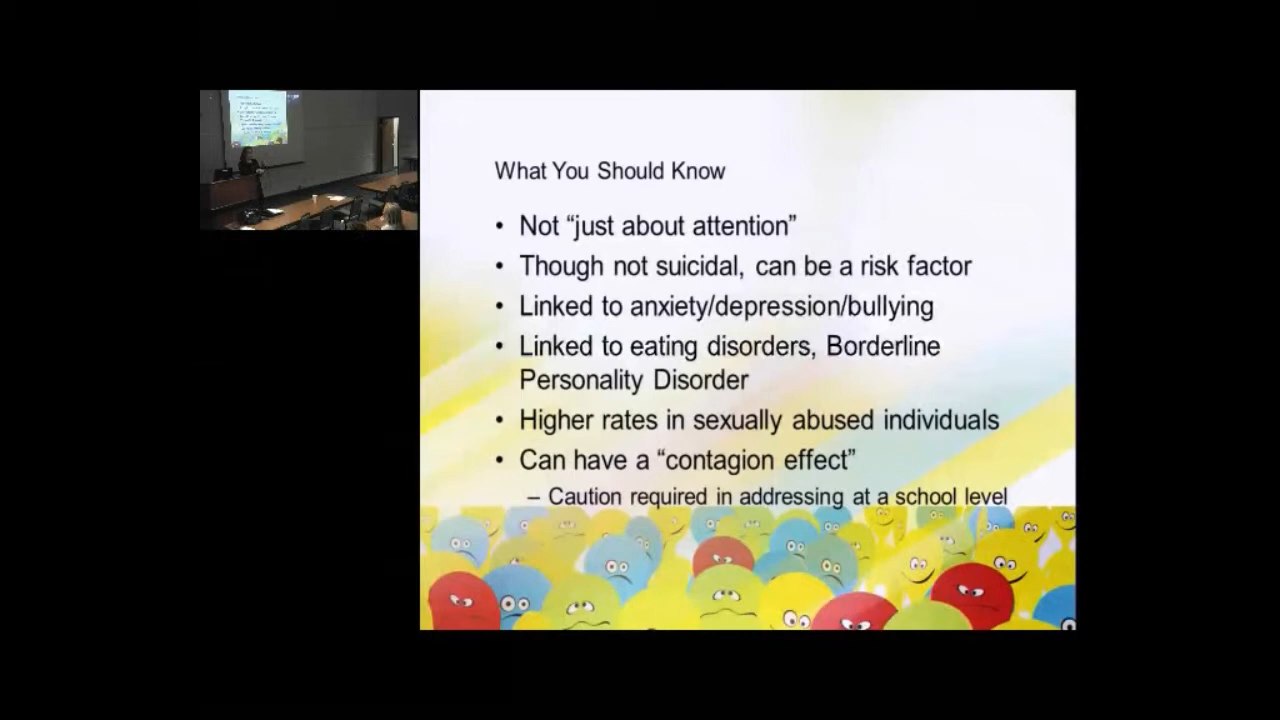 What You Should Know
• Not “just about attention”
• Though not suicidal, can be a risk factor
• Linked to anxiety/depression/bullying
• Linked to eating disorders, Borderline
Personality Disorder
• Higher rates in sexually abused individuals
• Can have a “contagion effect”
– Caution required in addressing at a school level